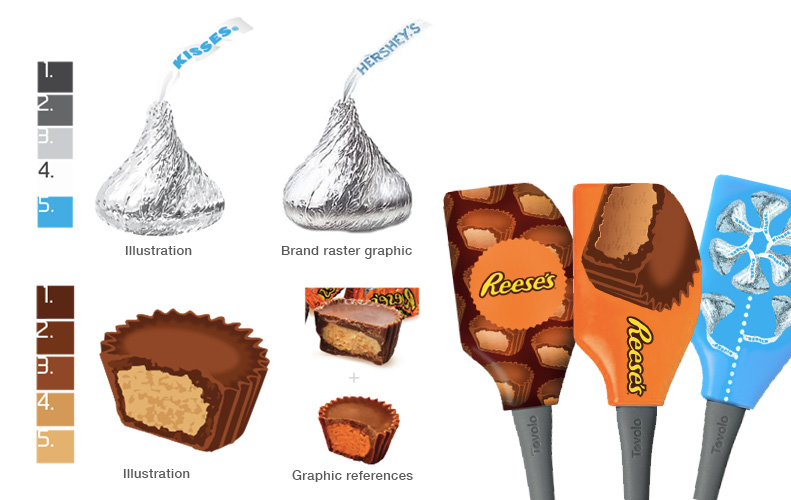 KISSES®
HERSHEY'S
1.
2.
3.
4.
5.
Illustration
Brand raster graphic
1.
2.
3.
4.
5.
Illustration
Graphic references
Reese's
Reese's
Tovolo
Tovolo
Tovolo